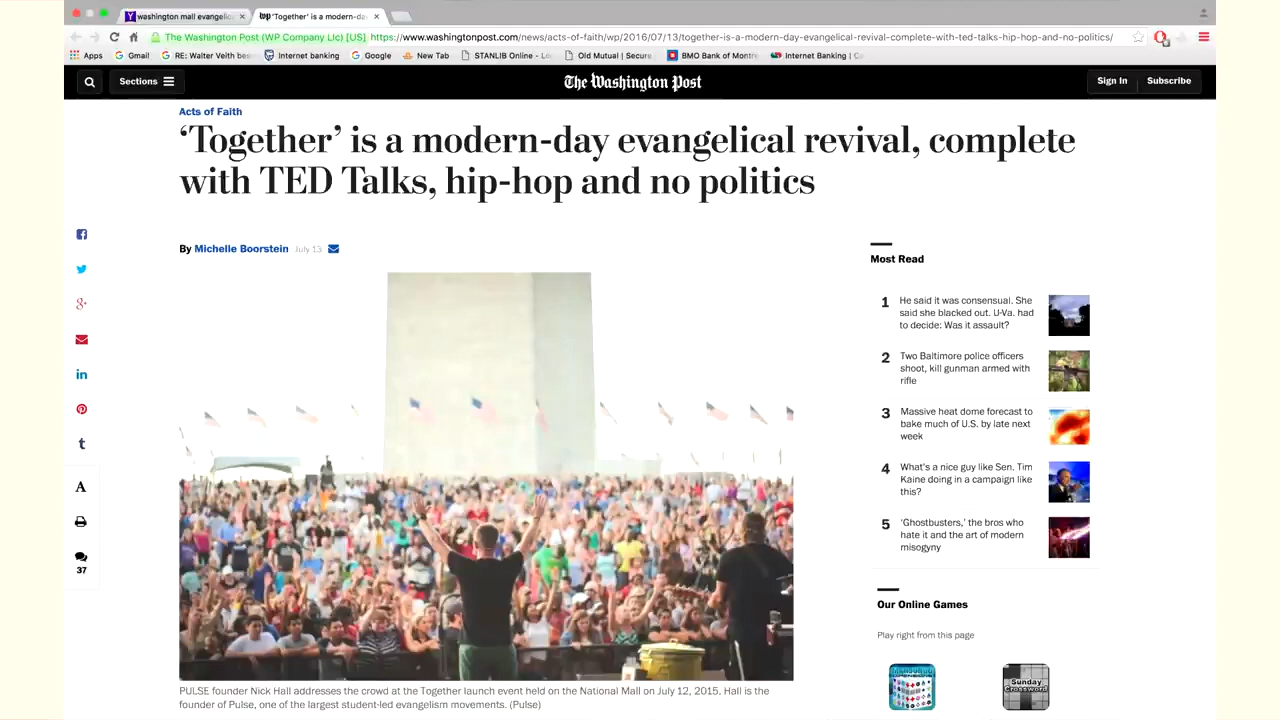 washington mall evangelic
wp 'Together' is a modern-da
The Washington Post (WP Company Llc) [US] https://www.washingtonpost.com/news/acts-of-faith/wp/2016/07/13/together-is-a-modern-day-evangelical-revival-complete-with-ted-talks-hip-hop-and-no-politics/
Apps Gmail RE: Walter Veith bes Internet banking Google New Tab STANLIB Online - Lo Old Mutual | Secure BMO Bank of Montre Internet Banking | Ca
Sections The Washington Post Sign In Subscribe
Acts of Faith
‘Together’ is a modern-day evangelical revival, complete
with TED Talks, hip-hop and no politics
By Michelle Boorstein July 13
Most Read
1 He said it was consensual. She
said she blacked out. U-Va. had
to decide: Was it assault?
2 Two Baltimore police officers
shoot, kill gunman armed with
rifle
3 Massive heat dome forecast to
bake much of U.S. by late next
week
4 What's a nice guy like Sen. Tim
Kaine doing in a campaign like
this?
5 ‘Ghostbusters,’ the bros who
hate it and the art of modern
misogyny
A
37
Our Online Games
Play right from this page
Sunday
Crossword
PULSE founder Nick Hall addresses the crowd at the Together launch event held on the National Mall on July 12, 2015. Hall is the
founder of Pulse, one of the largest student-led evangelism movements. (Pulse)